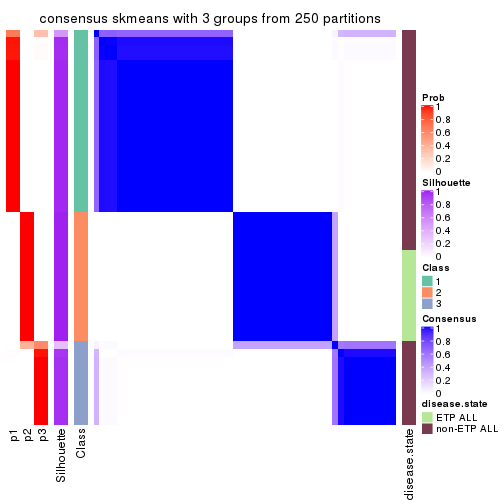 consensus skmeans with 3 groups from 250 partitions
Prob
1
0.8
0.6
0.4
0.2
0
Silhouette
1
0.8
0.6
0.4
0.2
0
Class
1
2
3
Consensus
1
0.8
0.6
0.4
0.2
0
disease.state
ETP ALL
non-ETP ALL
p1
p2
p3
Silhouette
Class
disease.state